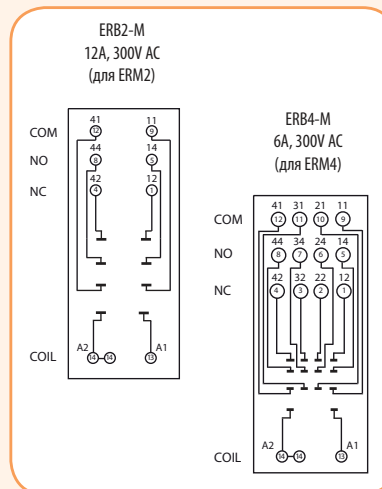 ERB2-M
12A, 300V AC
(для ERM2)
41 11
COM 12 9
44 14
NO 8 5
42 12
NC 4 1
A2 A1
COIL 14 14 13
ERB4-M
6A, 300V AC
(для ERM4)
41 31 21 11
COM 12 11 10 9
44 34 24 14
NO 8 7 6 5
42 32 22 12
NC 4 3 2 1
A2 A1
14 14 13
COIL